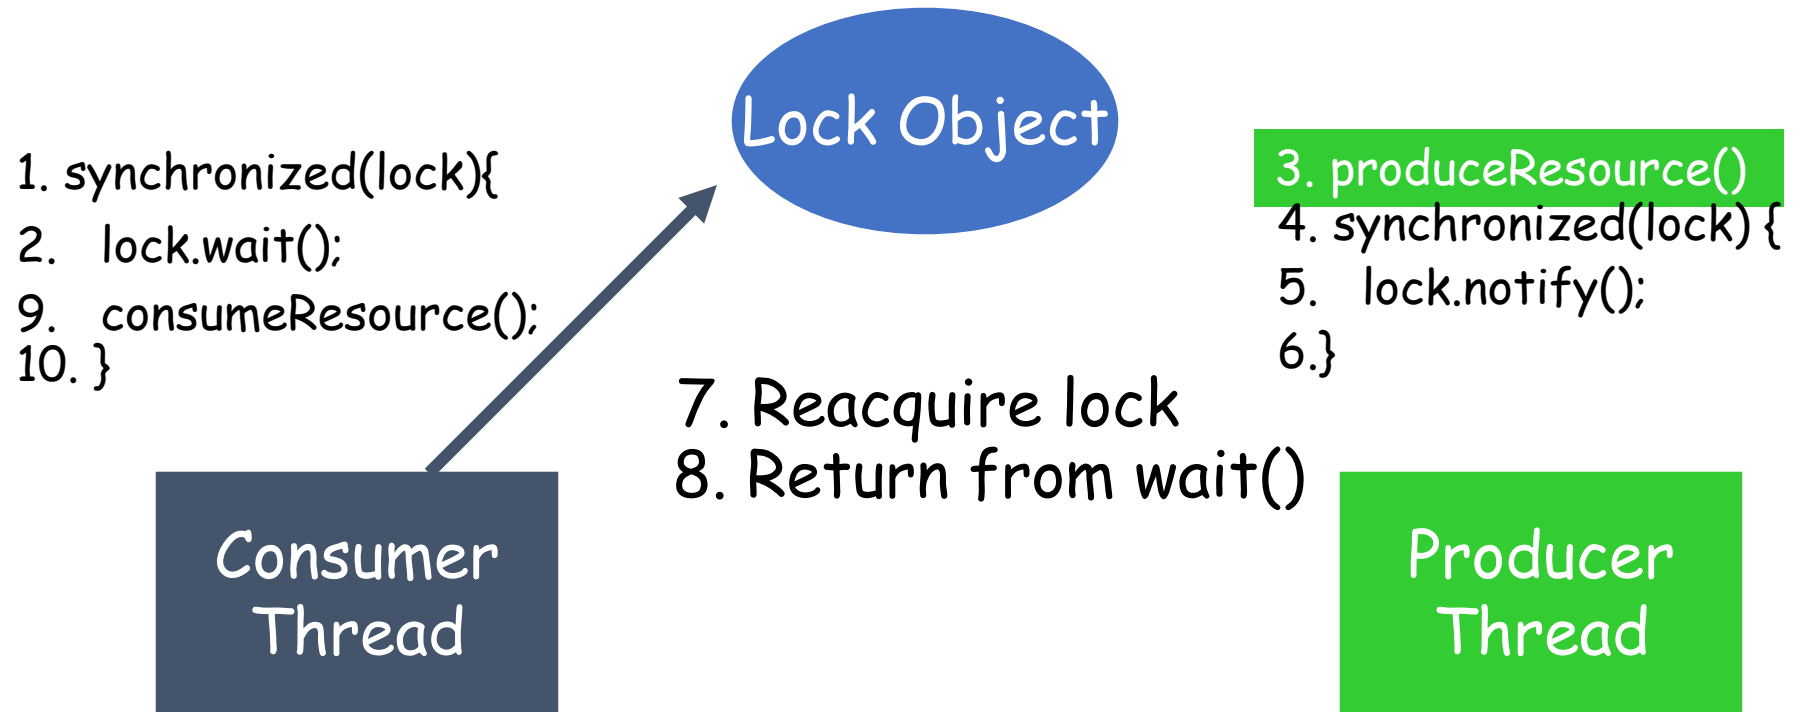 Lock Object
1. synchronized(lock){
2. lock.wait();
9. consumeResource();
10. }
3. produceResource()
4. synchronized(lock) {
5. lock.notify();
6.}
7. Reacquire lock
8. Return from wait()
Consumer
Thread
Producer
Thread